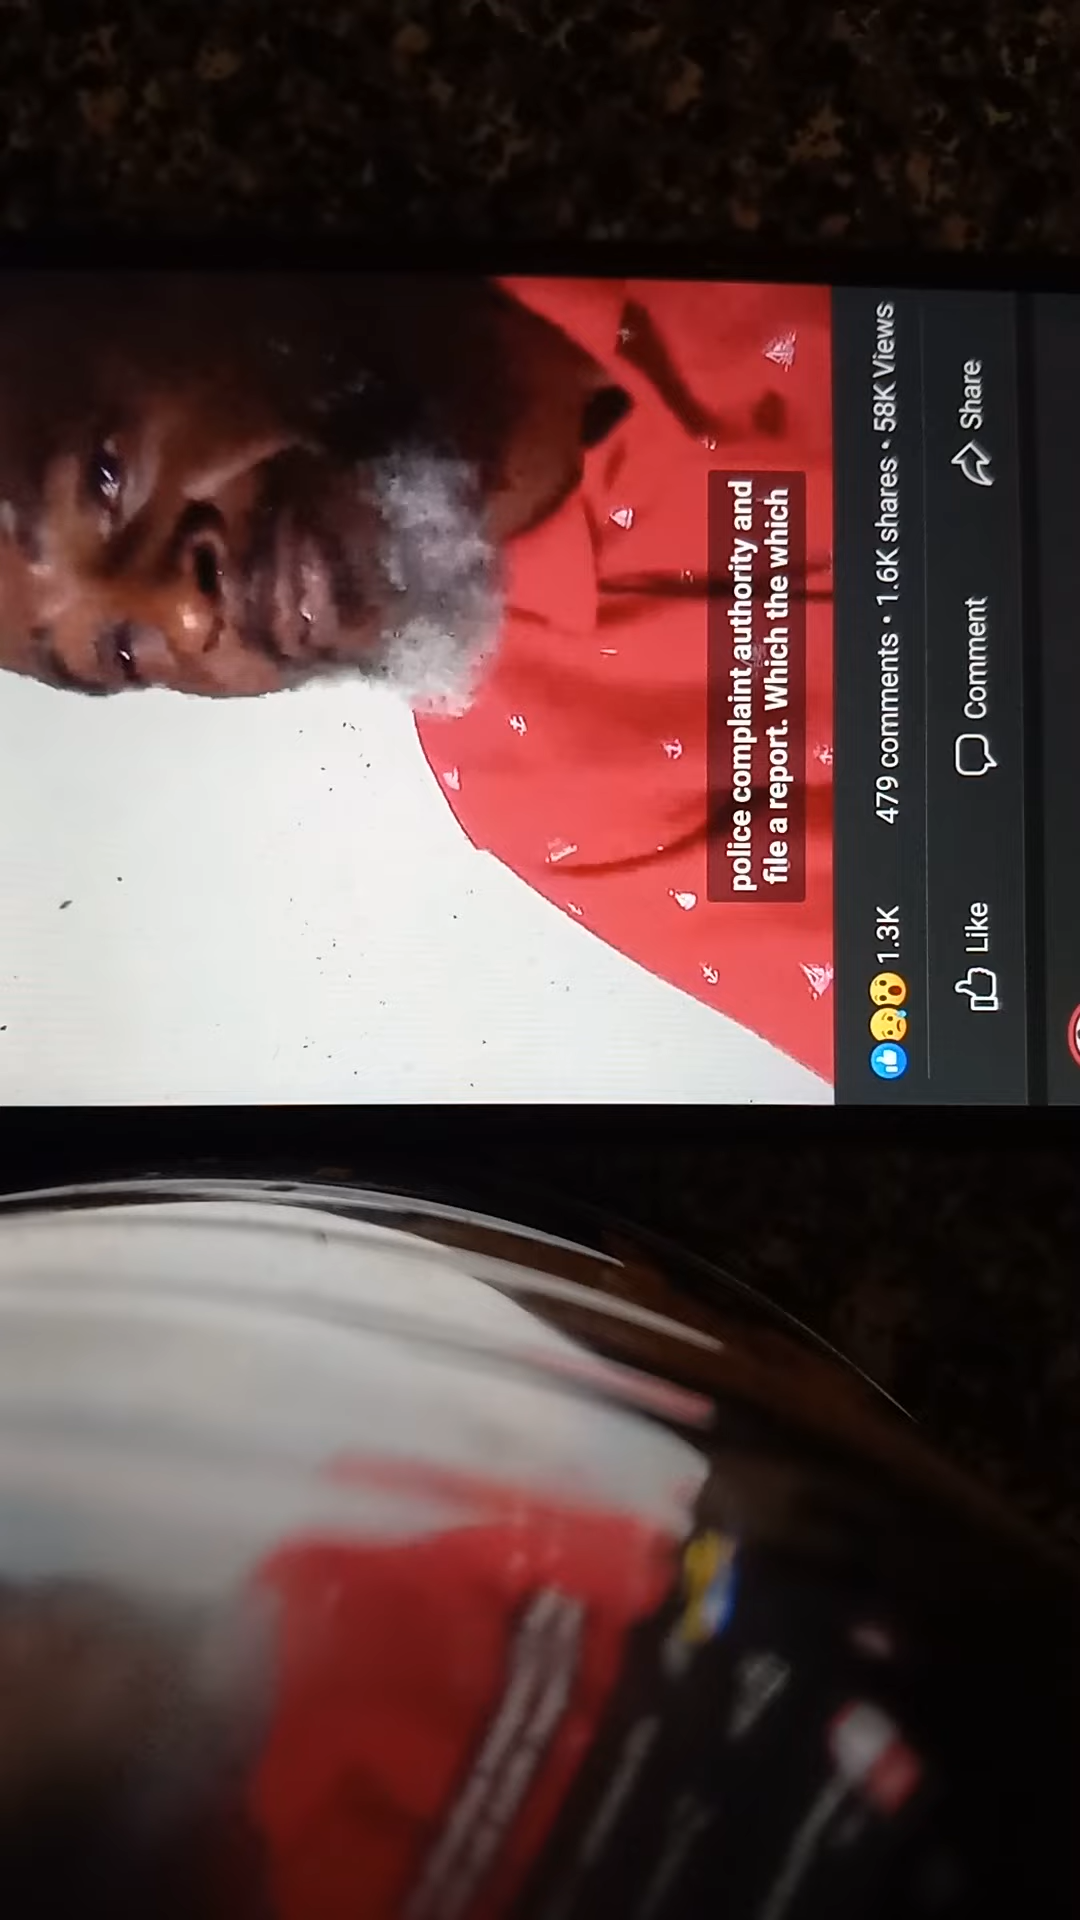 police complaint authority and
file a report. Which the which
1.3K 479 comments • 1.6K shares • 58K Views
Like Comment Share